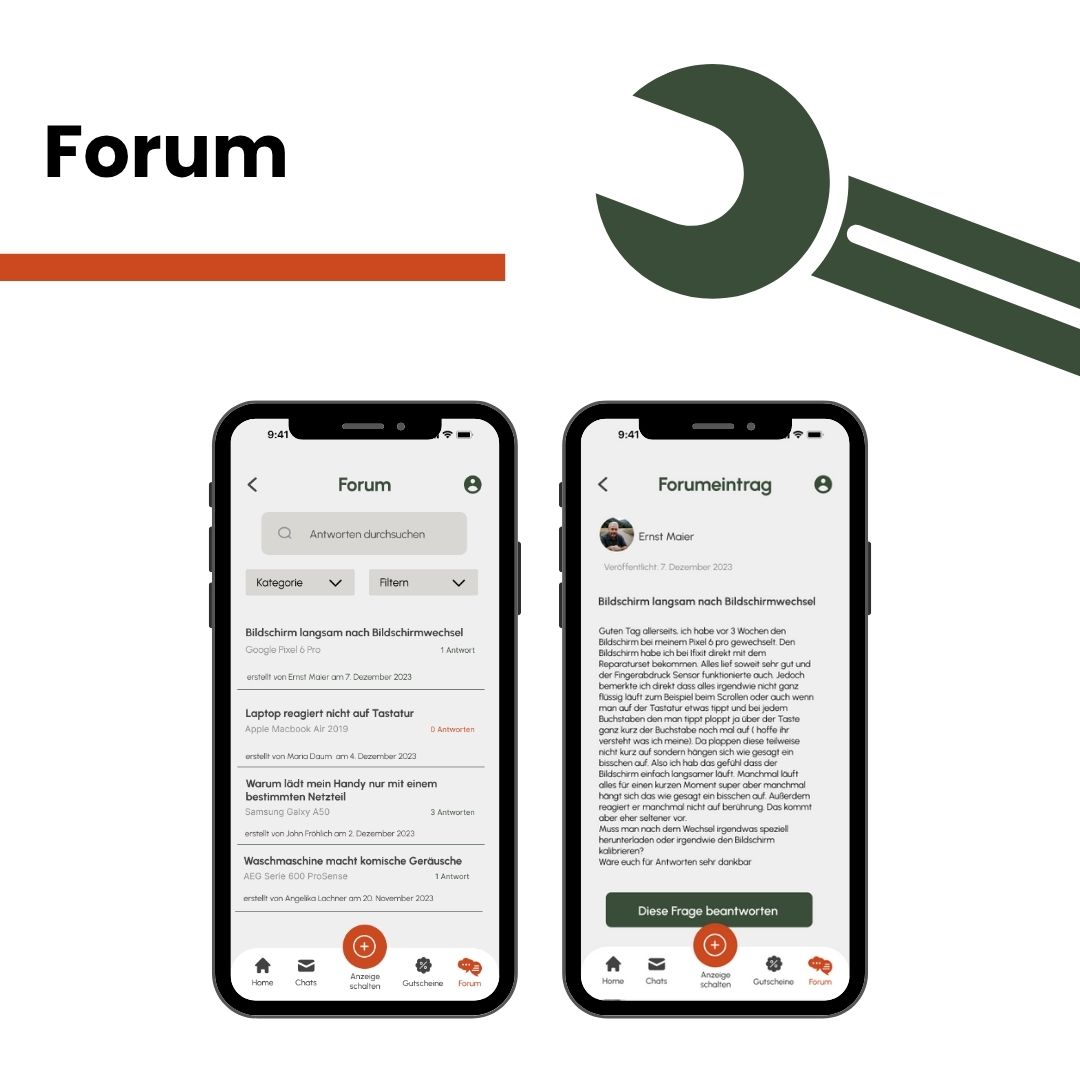 Forum
9:41
Forum
Antworten durchsuchen
Kategorie
Filtern
Bildschirm langsam nach Bildschirmwechsel
Google Pixel 6 Pro
1 Antwort
erstellt von Ernst Maier am 7. Dezember 2023
Laptop reagiert nicht auf Tastatur
Apple Macbook Air 2019
0 Antworten
erstellt von Maria Daum am 4. Dezember 2023
Warum lädt mein Handy nur mit einem
bestimmten Netzteil
Samsung Galxy A50
3 Antworten
erstellt von John Fröhlich am 2. Dezember 2023
Waschmaschine macht komische Geräusche
AEG Serie 600 ProSense
1 Antwort
erstellt von Angelika Lachner am 20. November 2023
Home
Chats
Anzeige
schalten
Gutscheine
Forum
9:41
Forumeintrag
Ernst Maier
Veröffentlicht: 7. Dezember 2023
Bildschirm langsam nach Bildschirmwechsel
Guten Tag allerseits, ich habe vor 3 Wochen den
Bildschirm bei meinem Pixel 6 pro gewechselt. Den
Bildschirm habe ich bei Ifixit direkt mit dem
Reparaturset bekommen. Alles lief soweit sehr gut und
der Fingerabdruck Sensor funktionierte auch. Jedoch
bemerkte ich direkt dass alles irgendwie nicht ganz
flüssig läuft zum Beispiel beim Scrollen oder auch wenn
man auf der Tastatur etwas tippt und bei jedem
Buchstaben den man tippt ploppt ja über der Taste
ganz kurz der Buchstabe noch mal auf ( hoffe ihr
versteht was ich meine). Da ploppen diese teilweise
nicht kurz auf sondern hängen sich wie gesagt ein
bisschen auf. Also ich hab das gefühl dass der
Bildschirm einfach langsamer läuft. Manchmal läuft
alles für einen kurzen Moment super aber manchmal
hängt sich das wie gesagt ein bisschen auf. Außerdem
reagiert er manchmal nicht auf berührung. Das kommt
aber eher seltener vor.
Muss man nach dem Wechsel irgendwas speziell
herunterladen oder irgendwie den Bildschirm
kalibrieren?
Wäre euch für Antworten sehr dankbar
Diese Frage beantworten
Home
Chats
Anzeige
schalten
Gutscheine
Forum